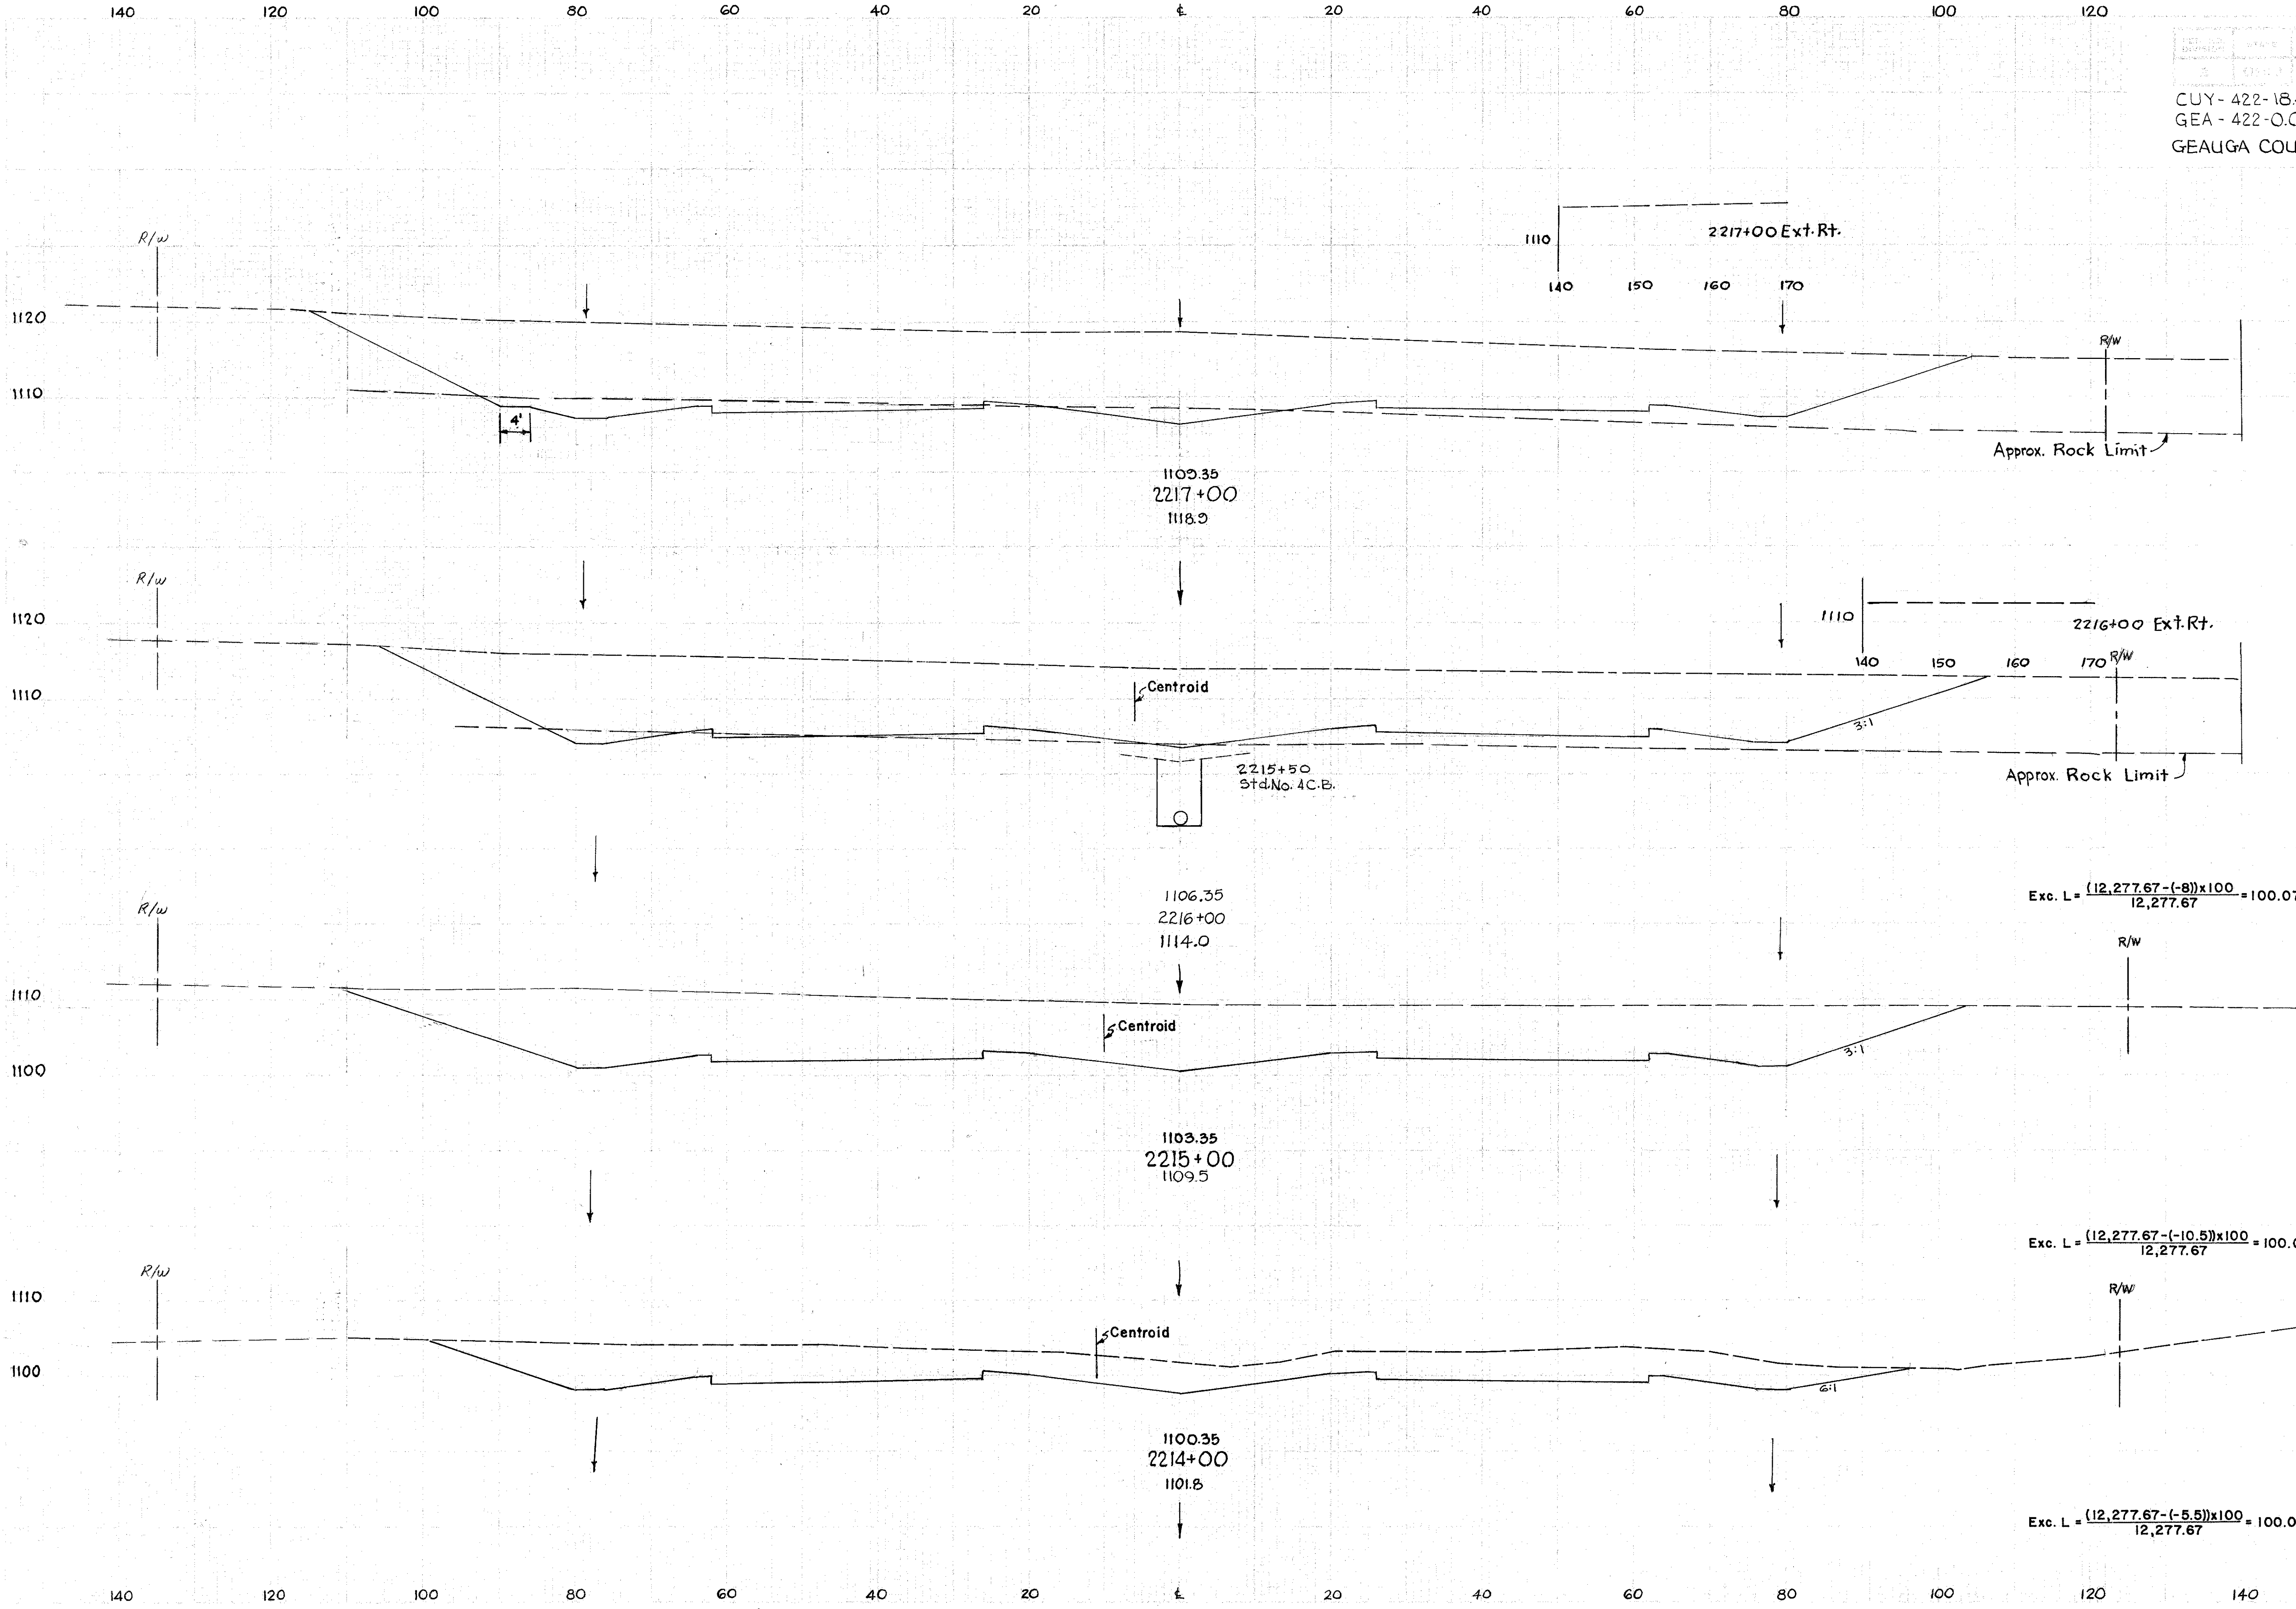 140 120 100 80 60 40 20 ℄ 20 40 60 80 100 120
CUY-422-18.
GEA-422-0.0
GEAUGA COU
1110
2217+00 Ext. Rt.
140 150 160 170
R/W
1120
1110
4'
R/W
Approx. Rock Limit
1109.35
2217+00
1118.9
R/W
1120
1110
1110
2216+00 Ext. Rt.
140 150 160 170
R/W
Centroid
3:1
2215+50
Std. No. 4 C.B.
Approx. Rock Limit
1106.35
2216+00
1114.0
Exc. L = (12,277.67-(-8))x100 / 12,277.67 = 100.07
R/W
R/W
1110
1100
Centroid
3:1
1103.35
2215+00
1109.5
Exc. L = (12,277.67-(-10.5))x100 / 12,277.67 = 100.0
R/W
R/W
1110
1100
Centroid
6:1
1100.35
2214+00
1101.8
Exc. L = (12,277.67-(-5.5))x100 / 12,277.67 = 100.0
140 120 100 80 60 40 20 ℄ 20 40 60 80 100 120 140